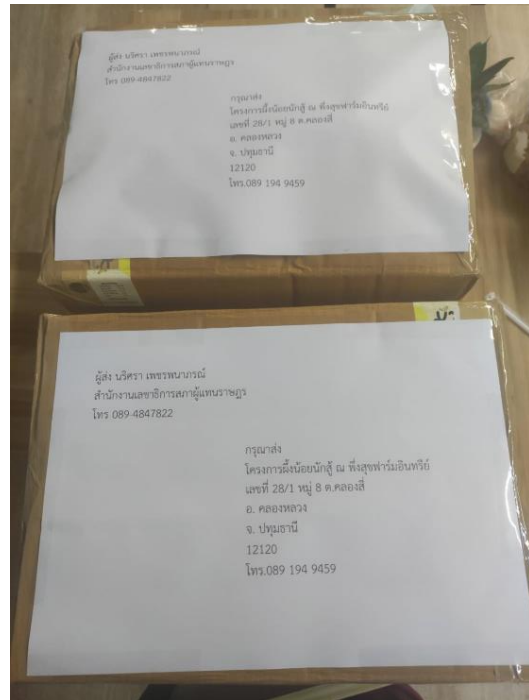 ผู้ส่ง นริศรา เพชรพนาภรณ์
สำนักงานเลขาธิการสภาผู้แทนราษฎร
โทร 089-4847822
กรุณาส่ง
โครงการผึ้งน้อยนักสู้ ณ พึ่งสุขฟาร์มอินทรีย์
เลขที่ 28/1 หมู่ 8 ต.คลองสี่
อ. คลองหลวง
จ. ปทุมธานี
12120
โทร.089 194 9459
ผู้ส่ง นริศรา เพชรพนาภรณ์
สำนักงานเลขาธิการสภาผู้แทนราษฎร
โทร 089-4847822
กรุณาส่ง
โครงการผึ้งน้อยนักสู้ ณ พึ่งสุขฟาร์มอินทรีย์
เลขที่ 28/1 หมู่ 8 ต.คลองสี่
อ. คลองหลวง
จ. ปทุมธานี
12120
โทร.089 194 9459